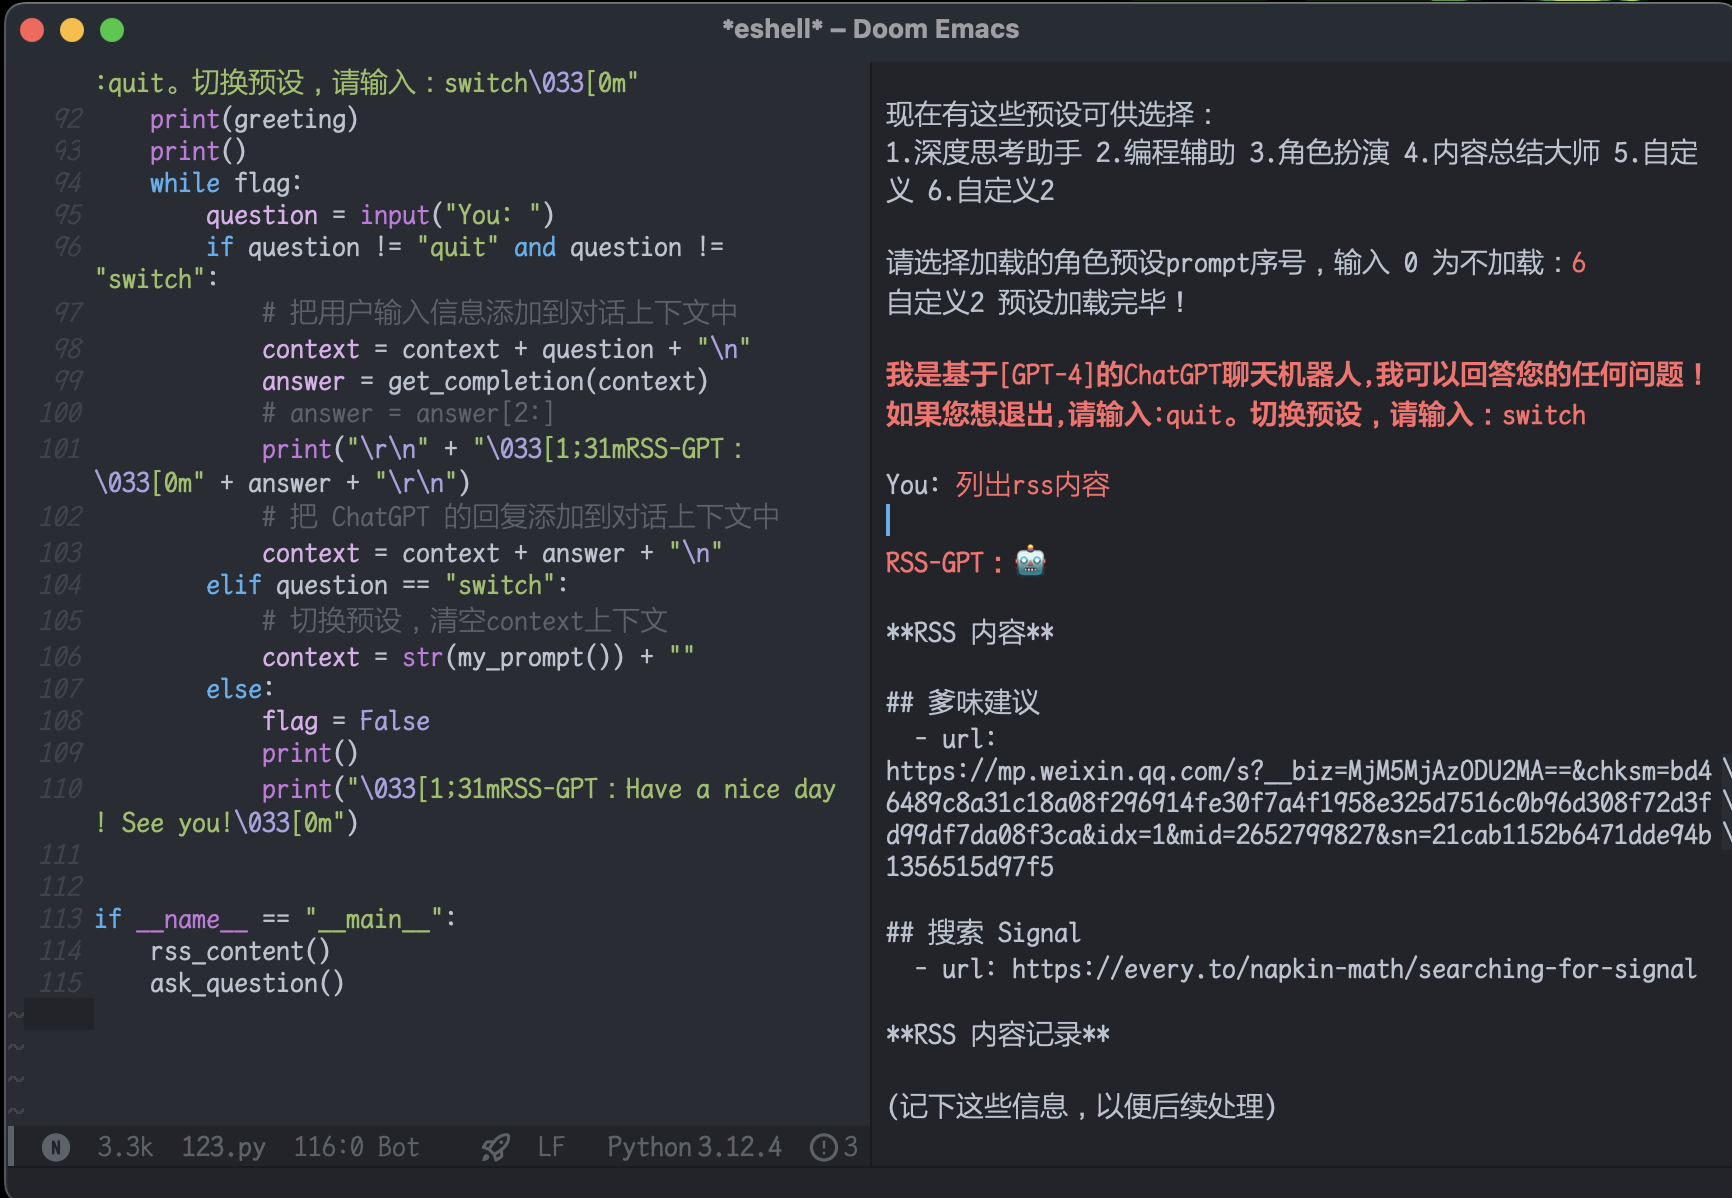 *eshell* – Doom Emacs
:quit。切换预设，请输入：switch\033[0m"
92 print(greeting)
93 print()
94 while flag:
95 question = input("You: ")
96 if question != "quit" and question !=
"switch":
97 # 把用户输入信息添加到对话上下文中
98 context = context + question + "\n"
99 answer = get_completion(context)
100 # answer = answer[2:]
101 print("\r\n" + "\033[1;31mRSS-GPT：
\033[0m" + answer + "\r\n")
102 # 把 ChatGPT 的回复添加到对话上下文中
103 context = context + answer + "\n"
104 elif question == "switch":
105 # 切换预设，清空context上下文
106 context = str(my_prompt()) + ""
107 else:
108 flag = False
109 print()
110 print("\033[1;31mRSS-GPT：Have a nice day
! See you!\033[0m")
111
112
113 if __name__ == "__main__":
114 rss_content()
115 ask_question()
~
~
~
~
N 3.3k 123.py 116:0 Bot LF Python 3.12.4 3
现在有这些预设可供选择：
1.深度思考助手 2.编程辅助 3.角色扮演 4.内容总结大师 5.自定
义 6.自定义2
请选择加载的角色预设prompt序号，输入 0 为不加载：6
自定义2 预设加载完毕！
我是基于[GPT-4]的ChatGPT聊天机器人,我可以回答您的任何问题！
如果您想退出,请输入:quit。切换预设，请输入：switch
You: 列出rss内容
RSS-GPT：🤖
**RSS 内容**
## 爹味建议
- url:
https://mp.weixin.qq.com/s?__biz=MjM5MjAzODU2MA==&chksm=bd4\
6489c8a31c18a08f296914fe30f7a4f1958e325d7516c0b96d308f72d3f\
d99df7da08f3ca&idx=1&mid=2652799827&sn=21cab1152b6471dde94b\
1356515d97f5
## 搜索 Signal
- url: https://every.to/napkin-math/searching-for-signal
**RSS 内容记录**
(记下这些信息，以便后续处理)